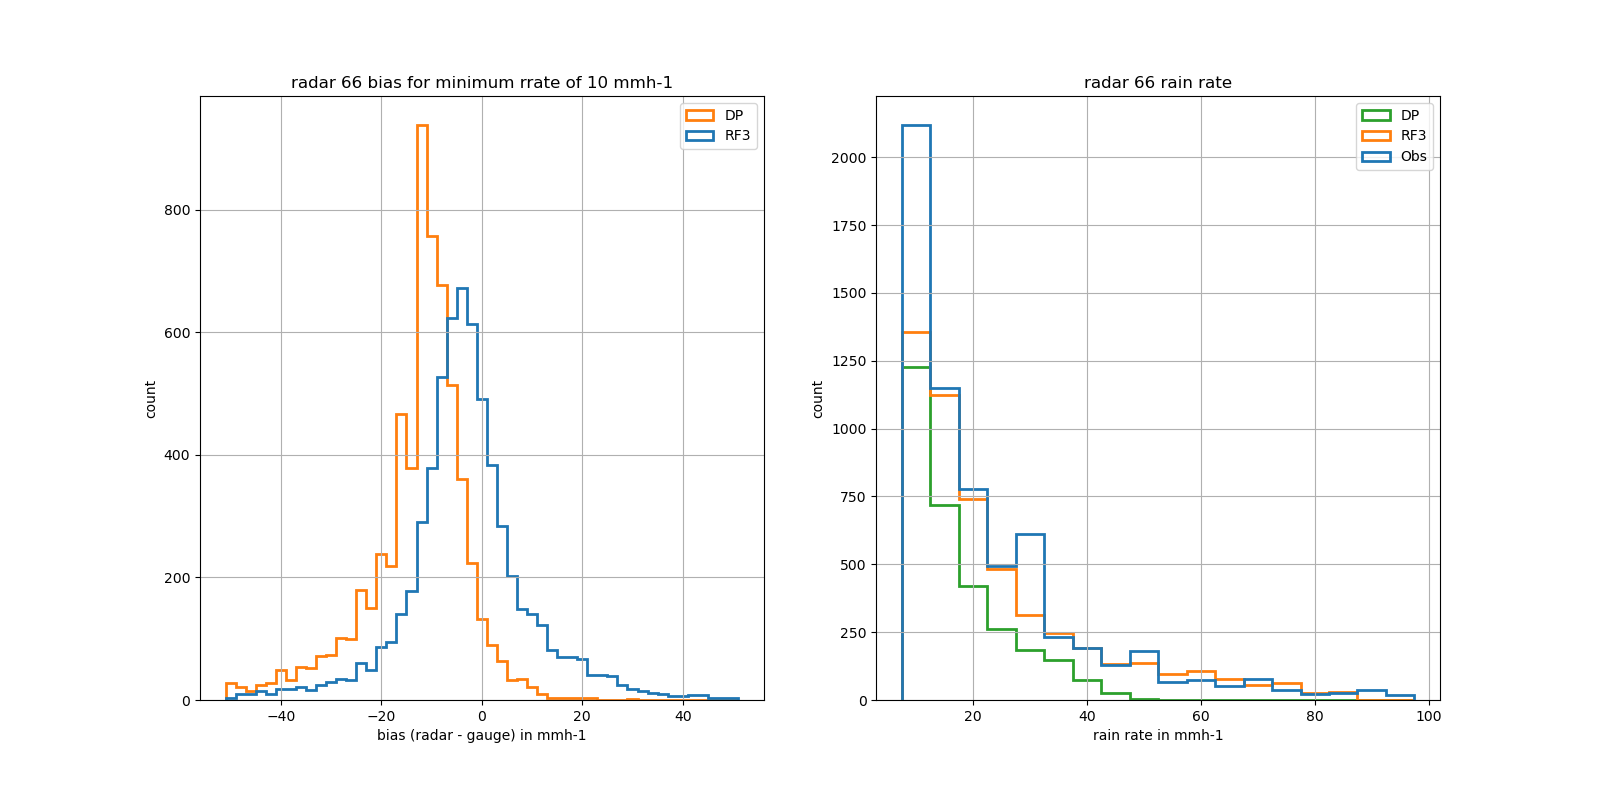 radar 66 bias for minimum rrate of 10 mmh-1
DP
RF3
count
800
600
400
200
0
−40
−20
0
20
40
bias (radar - gauge) in mmh-1
radar 66 rain rate
DP
RF3
Obs
count
2000
1750
1500
1250
1000
750
500
250
0
20
40
60
80
100
rain rate in mmh-1